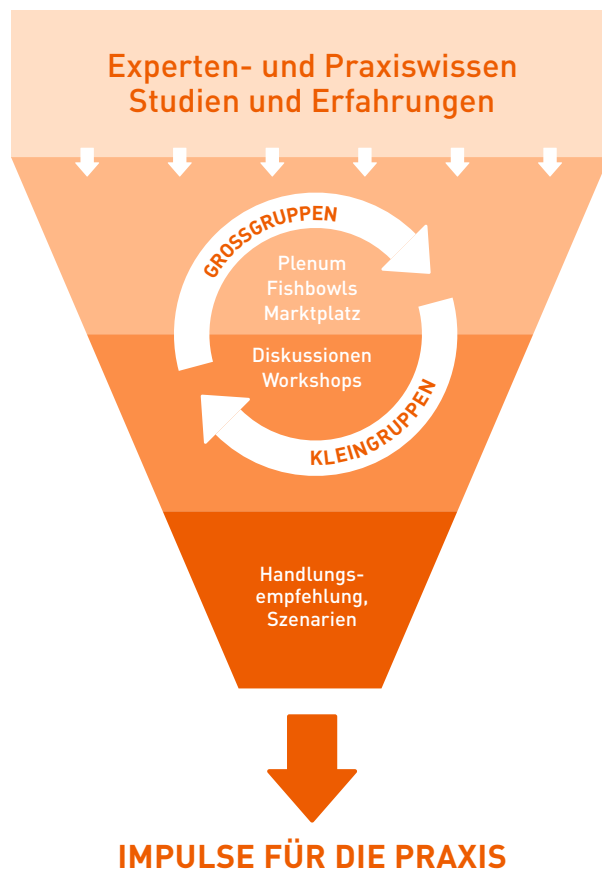 Experten- und Praxiswissen
Studien und Erfahrungen
GROSSGRUPPEN
Plenum
Fishbowls
Marktplatz
Diskussionen
Workshops
KLEINGRUPPEN
Handlungs-
empfehlung,
Szenarien
IMPULSE FÜR DIE PRAXIS